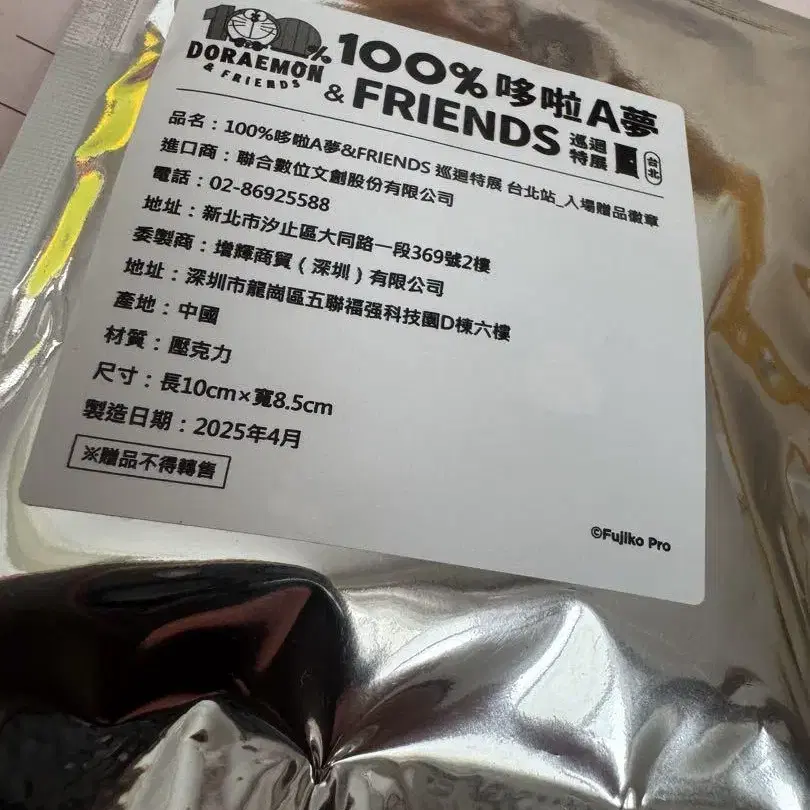 100%
DORAEMON
& FRIENDS
100%哆啦A夢
& FRIENDS 巡迴特展 台北
品名：100%哆啦A夢&FRIENDS 巡迴特展 台北站_入場贈品徽章
進口商：聯合數位文創股份有限公司
電話：02-86925588
地址：新北市汐止區大同路一段369號2樓
委製商：增輝商貿（深圳）有限公司
地址：深圳市龍崗區五聯福强科技園D棟六樓
產地：中國
材質：壓克力
尺寸：長10cm×寬8.5cm
製造日期：2025年4月
※贈品不得轉售
©Fujiko Pro